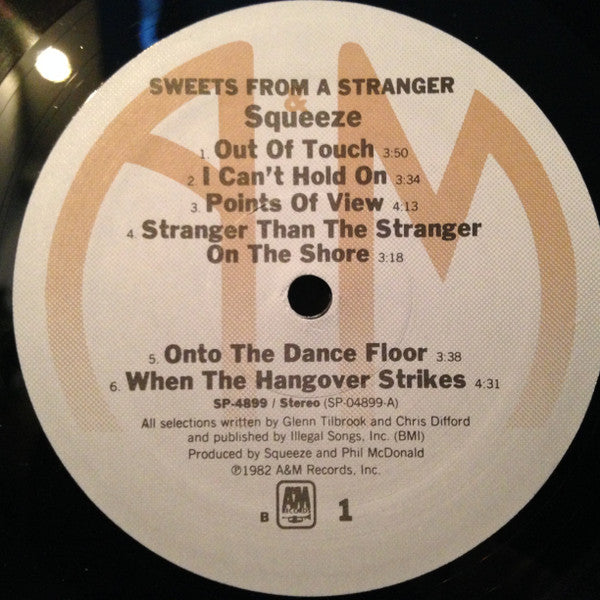 SWEETS FROM A STRANGER
&
Squeeze
1. Out Of Touch 3:50
2. I Can't Hold On 3:34
3. Points Of View 4:13
4. Stranger Than The Stranger
On The Shore 3:18
5. Onto The Dance Floor 3:38
6. When The Hangover Strikes 4:31
SP-4899 / Stereo (SP-04899-A)
All selections written by Glenn Tilbrook and Chris Difford
and published by Illegal Songs, Inc. (BMI)
Produced by Squeeze and Phil McDonald
℗1982 A&M Records, Inc.
B A&M RECORDS 1